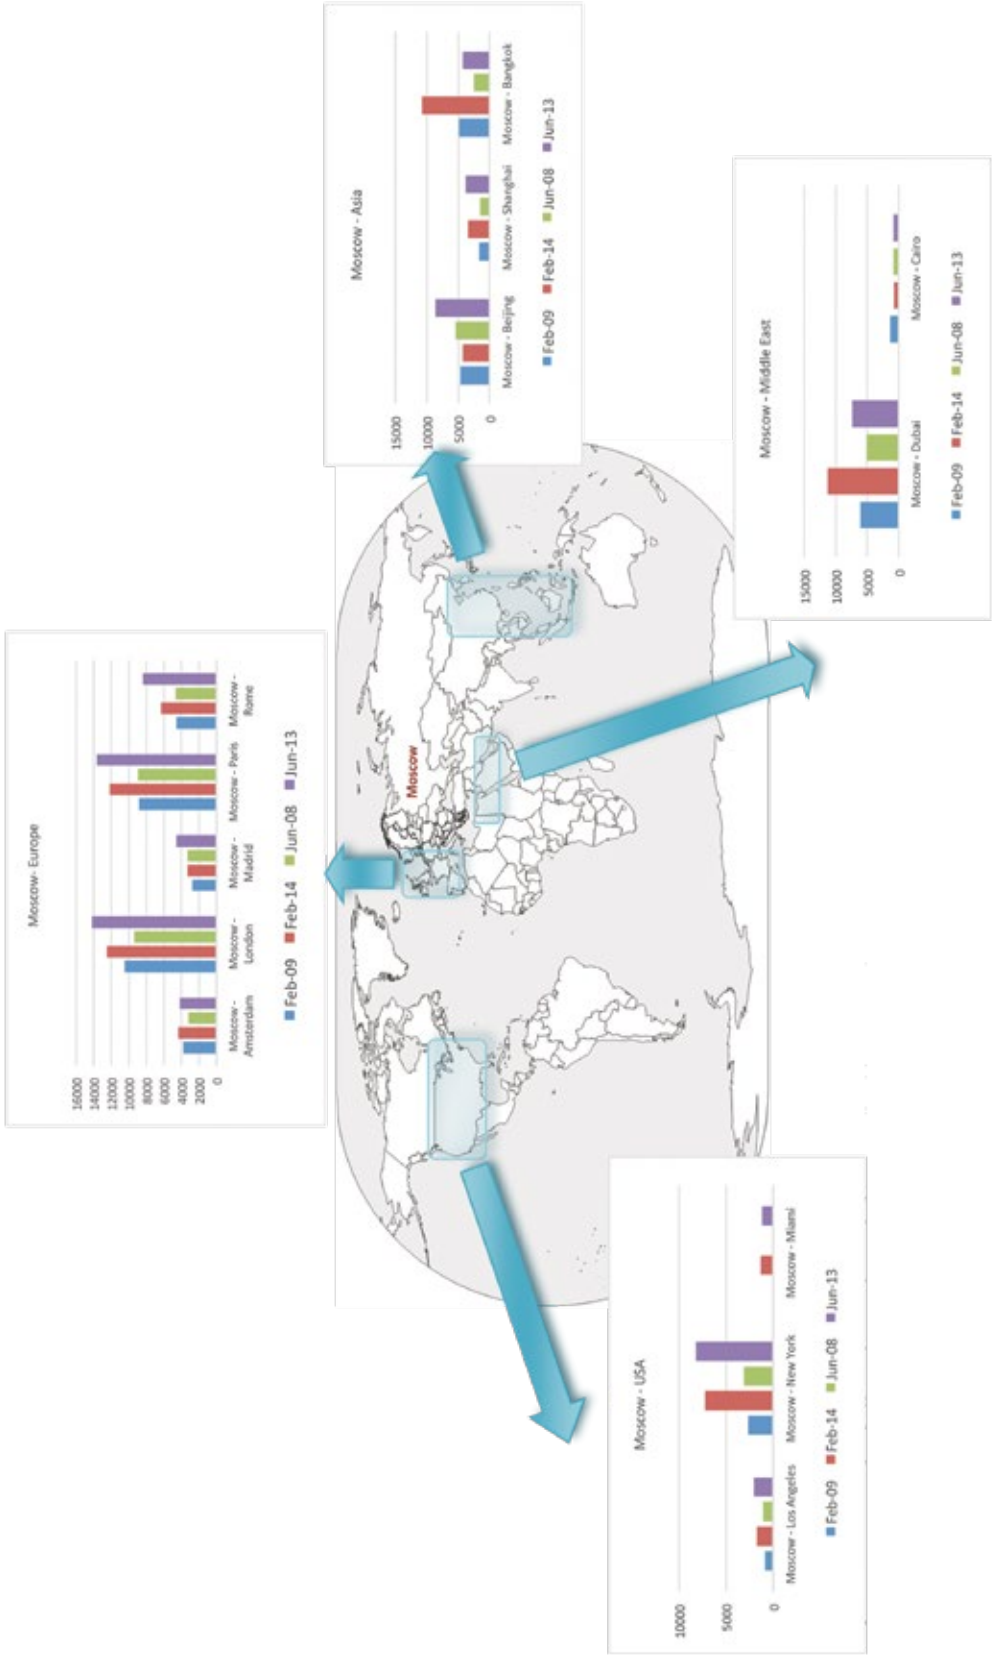 Moscow- Europe
16000
14000
12000
10000
8000
6000
4000
2000
0
Moscow - Amsterdam
Moscow - London
Moscow - Madrid
Moscow - Paris
Moscow - Rome
Feb-09 Feb-14 Jun-08 Jun-13
Moscow - Asia
15000
10000
5000
0
Moscow - Beijing Moscow - Shanghai Moscow - Bangkok
Feb-09 Feb-14 Jun-08 Jun-13
Moscow
Moscow - USA
10000
5000
0
Moscow - Los Angeles Moscow - New York Moscow - Miami
Feb-09 Feb-14 Jun-08 Jun-13
Moscow - Middle East
15000
10000
5000
0
Moscow - Dubai Moscow - Cairo
Feb-09 Feb-14 Jun-08 Jun-13